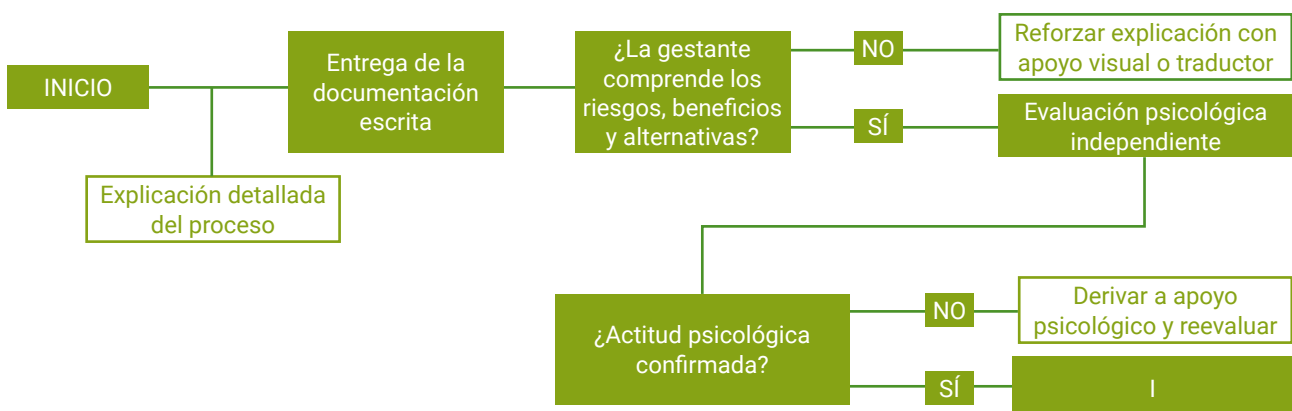 INICIO
Explicación detallada
del proceso
Entrega de la
documentación
escrita
¿La gestante
comprende los
riesgos, beneficios
y alternativas?
NO
Reforzar explicación con
apoyo visual o traductor
SÍ
Evaluación psicológica
independiente
¿Actitud psicológica
confirmada?
NO
Derivar a apoyo
psicológico y reevaluar
SÍ
I